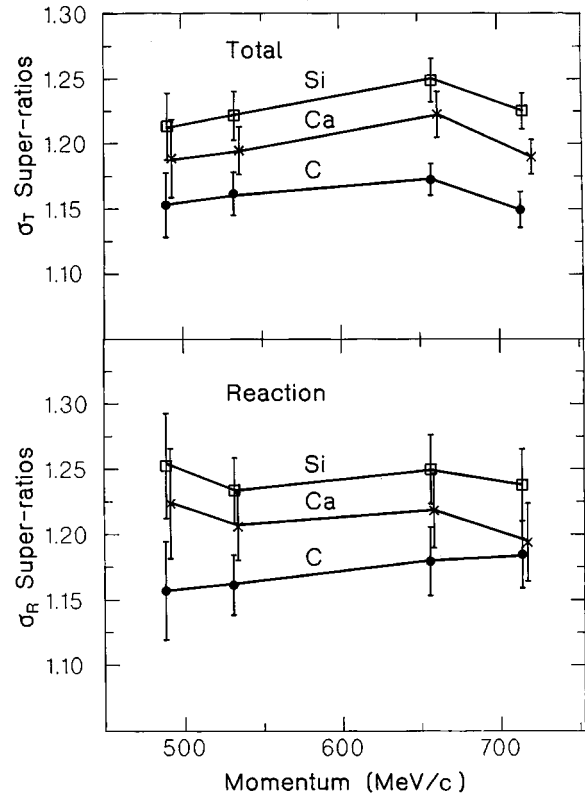 1.30
1.25
1.20
1.15
1.10
σT Super-ratios
Total
Si
Ca
C
1.30
1.25
1.20
1.15
1.10
σR Super-ratios
Reaction
Si
Ca
C
500
600
700
Momentum (MeV/c)